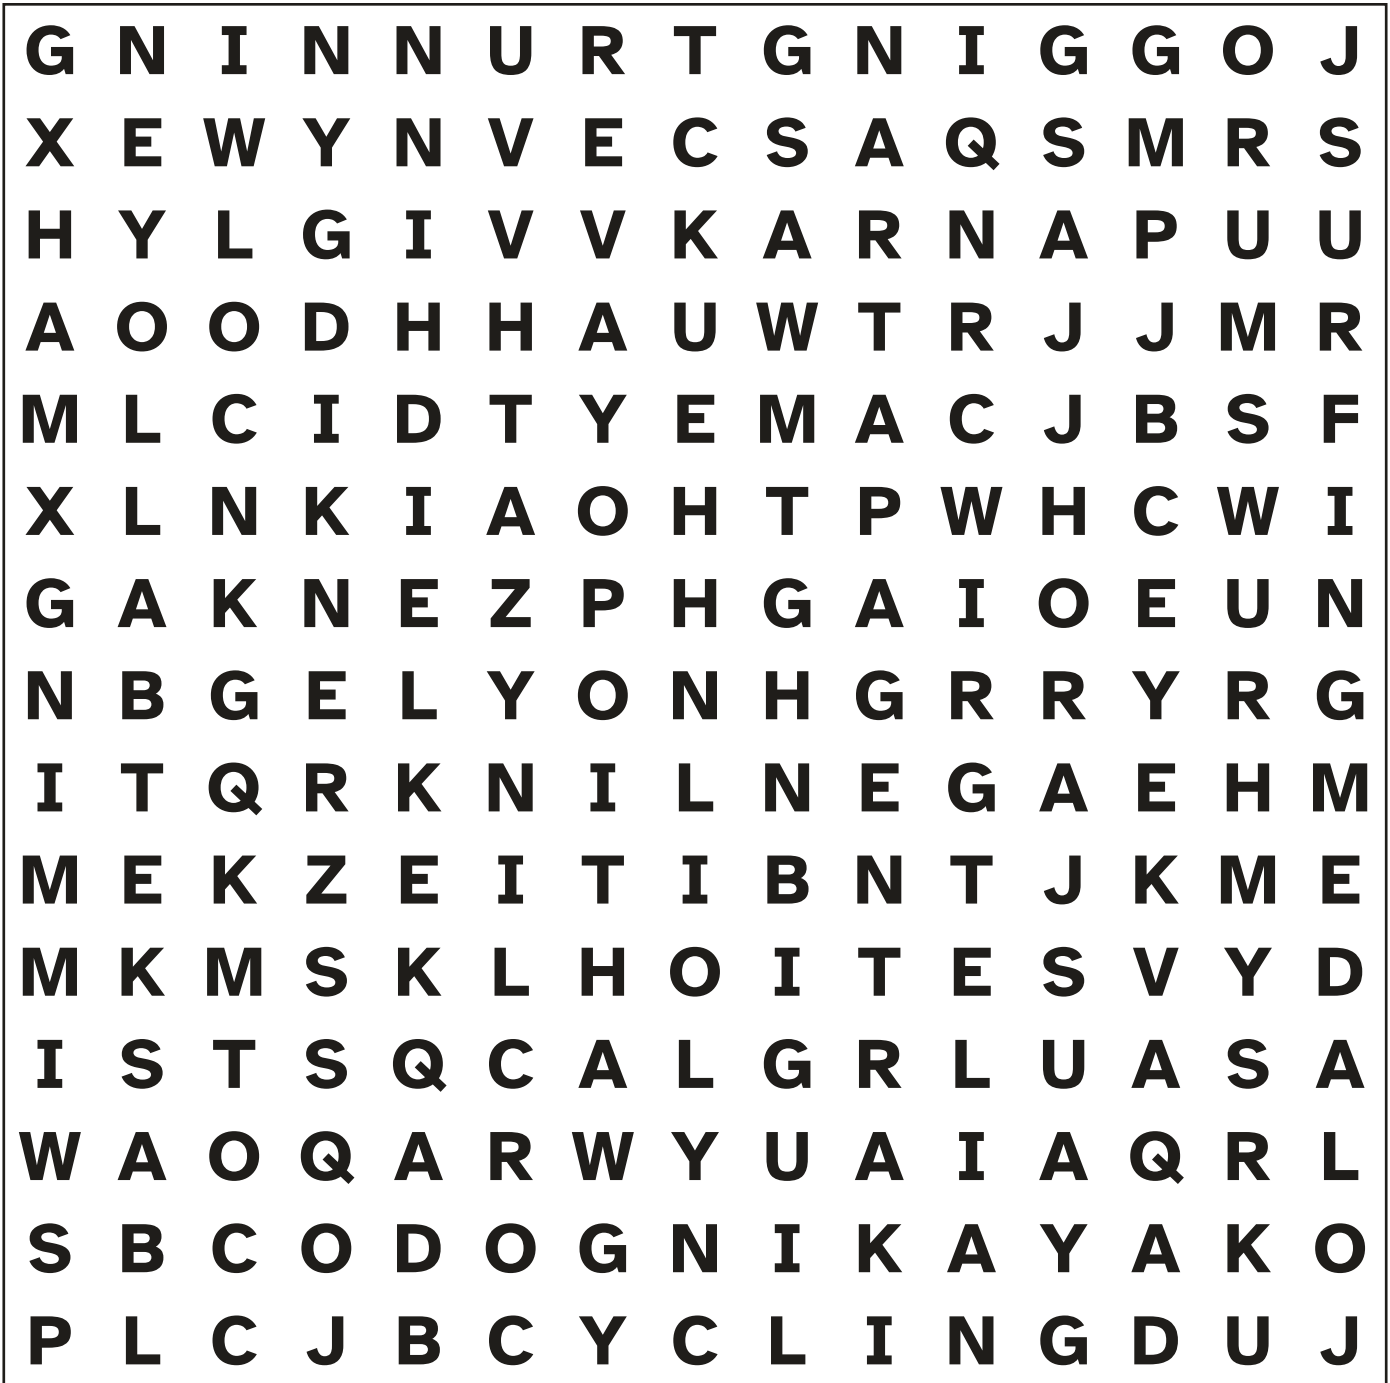 G N I N N U R T G N I G G O J
X E W Y N V E C S A Q S M R S
H Y L G I V V K A R N A P U U
A O O D H H A U W T R J J M R
M L C I D T Y E M A C J B S F
X L N K I A O H T P W H C W I
G A K N E Z P H G A I O E U N
N B G E L Y O N H G R R Y R G
I T Q R K N I L N E G A E H M
M E K Z E I T I B N T J K M E
M K M S K L H O I T E S V Y D
I S T S Q C A L G R L U A S A
W A O Q A R W Y U A I A Q R L
S B C O D O G N I K A Y A K O
P L C J B C Y C L I N G D U J